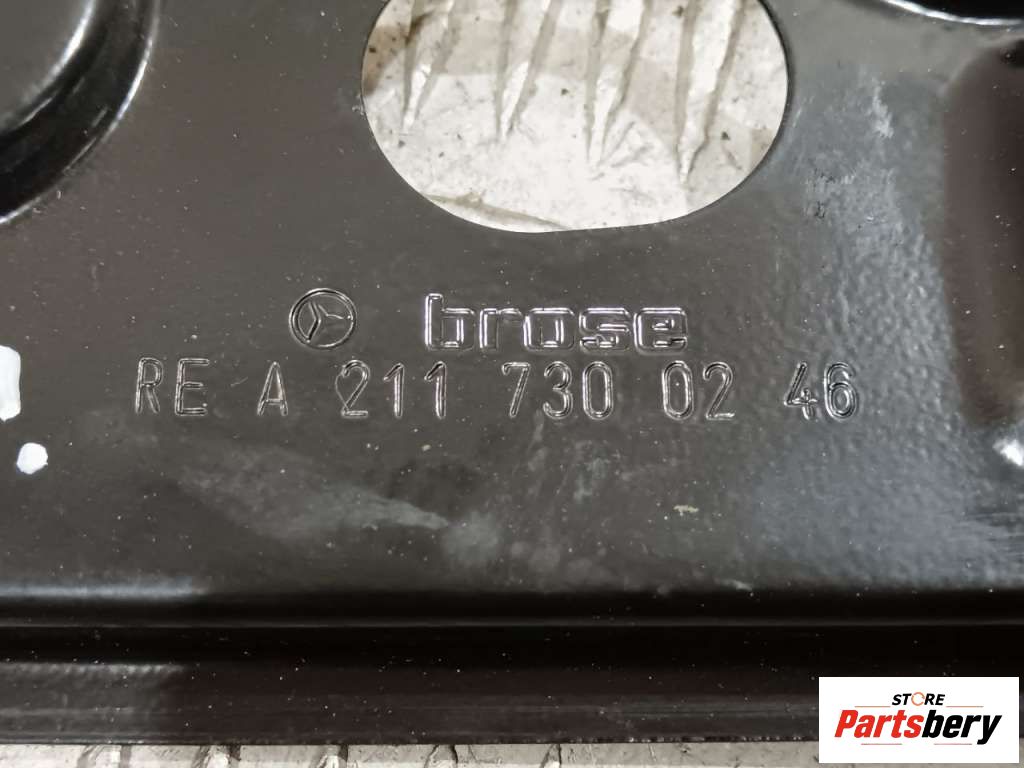 brose
RE A 211 730 02 46
STORE
Partsbery